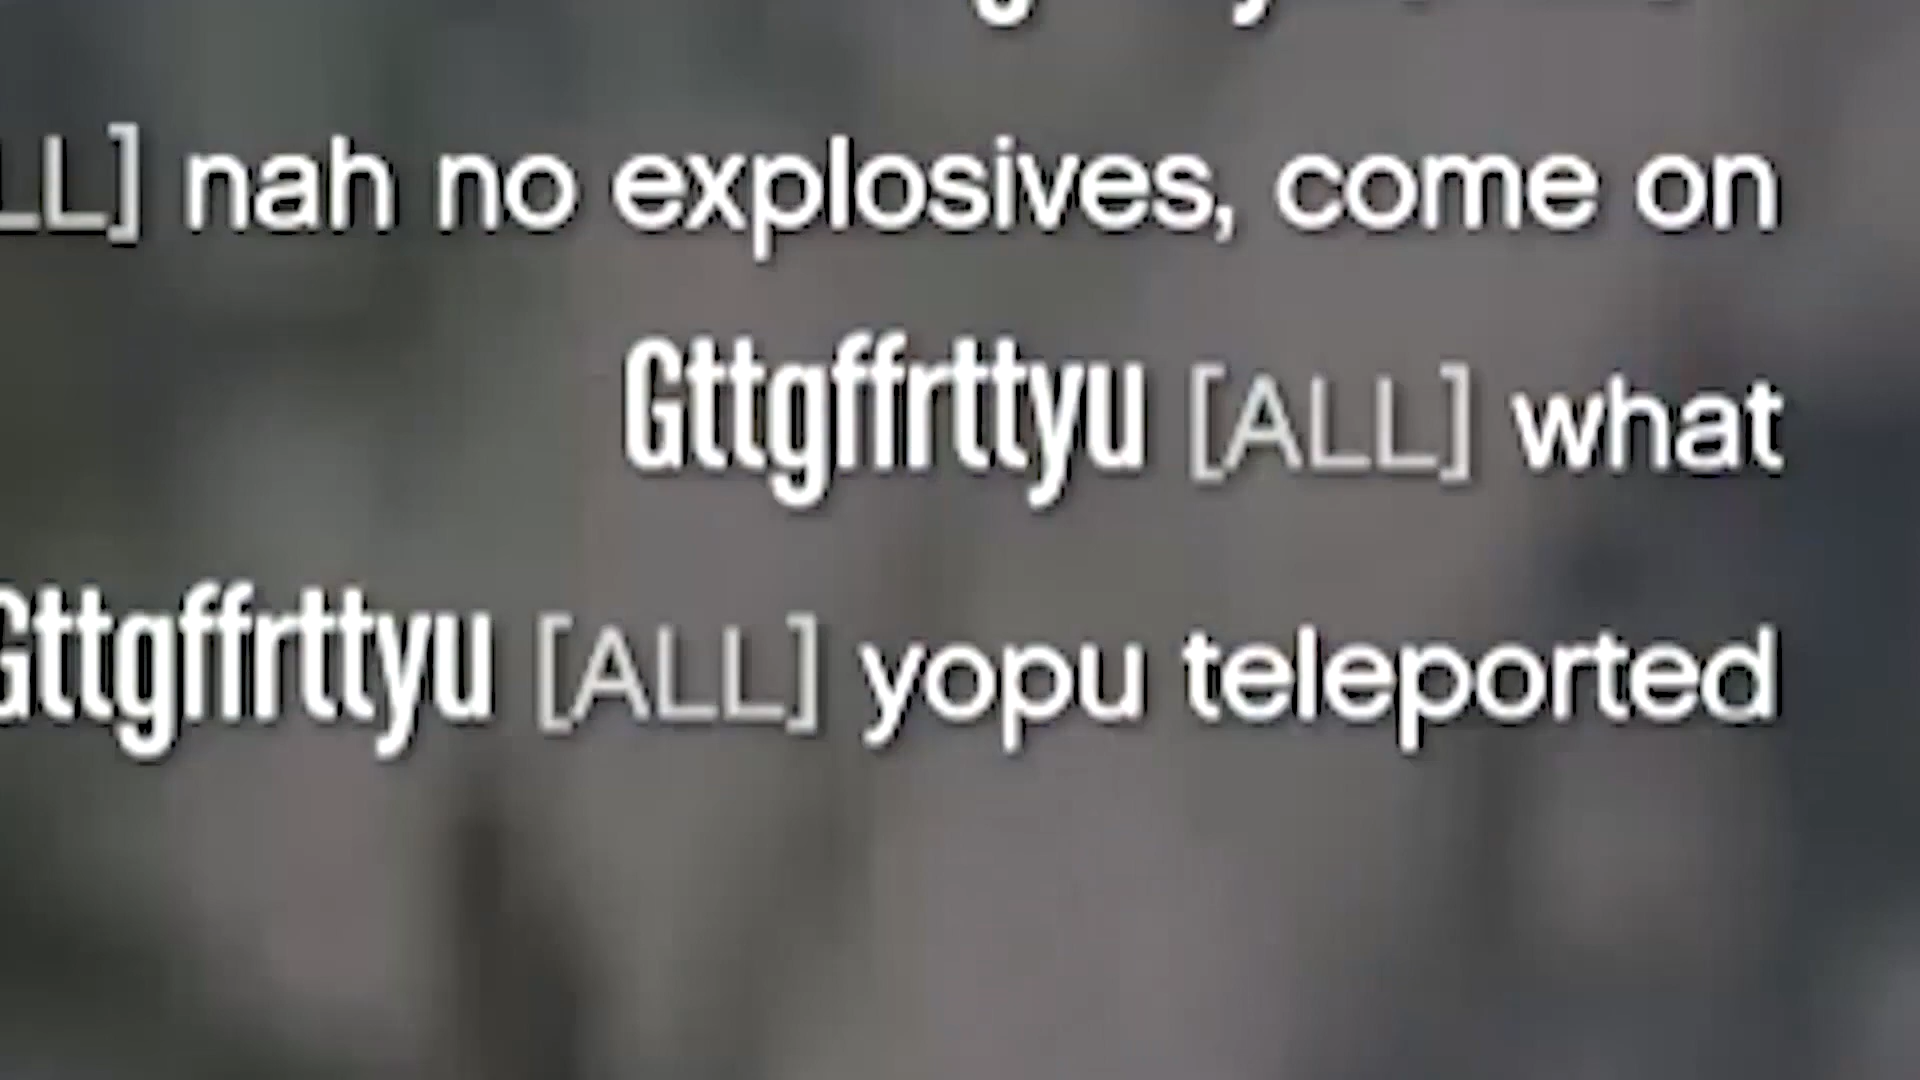 LL] nah no explosives, come on
Gttgffrttyu [ALL] what
Gttgffrttyu [ALL] yopu teleported